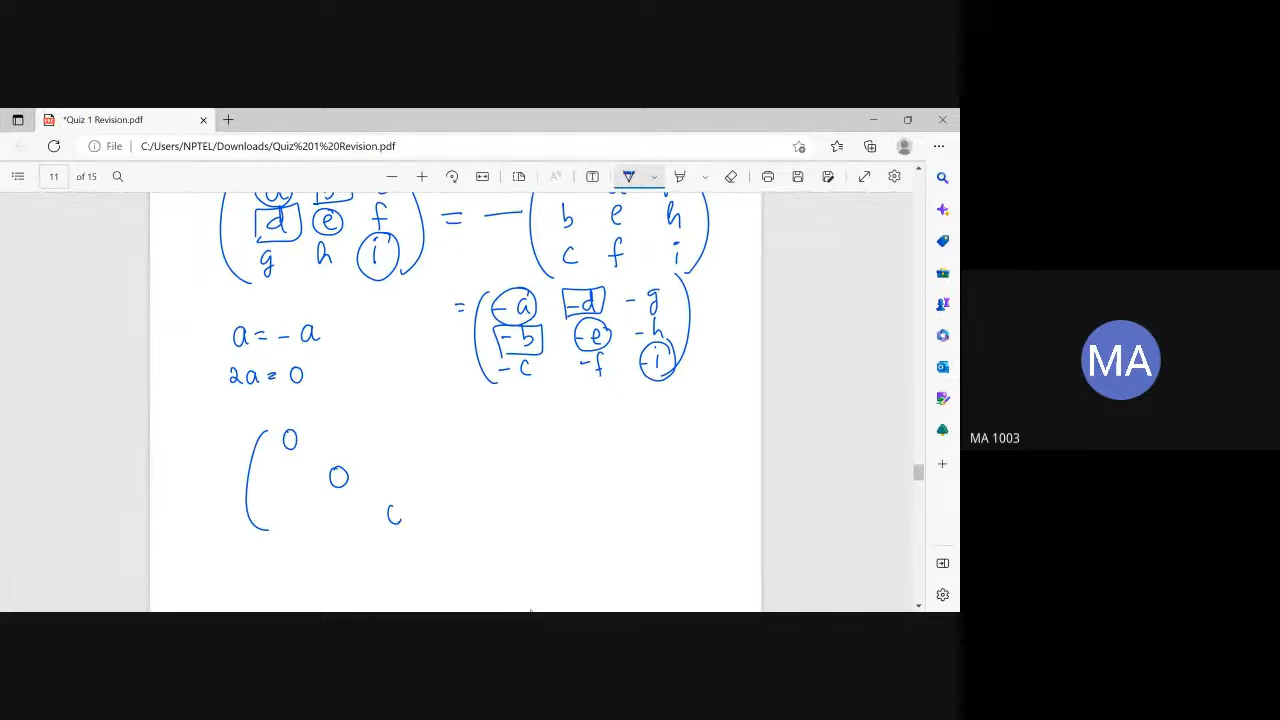 *Quiz 1 Revision.pdf
File C:/Users/NPTEL/Downloads/Quiz%201%20Revision.pdf
11 of 15
d e f = — b e h
g h i c f i
= -a -d -g
a = - a -b -e -h
2a = 0 -c -f -i
0
0
MA
MA 1003